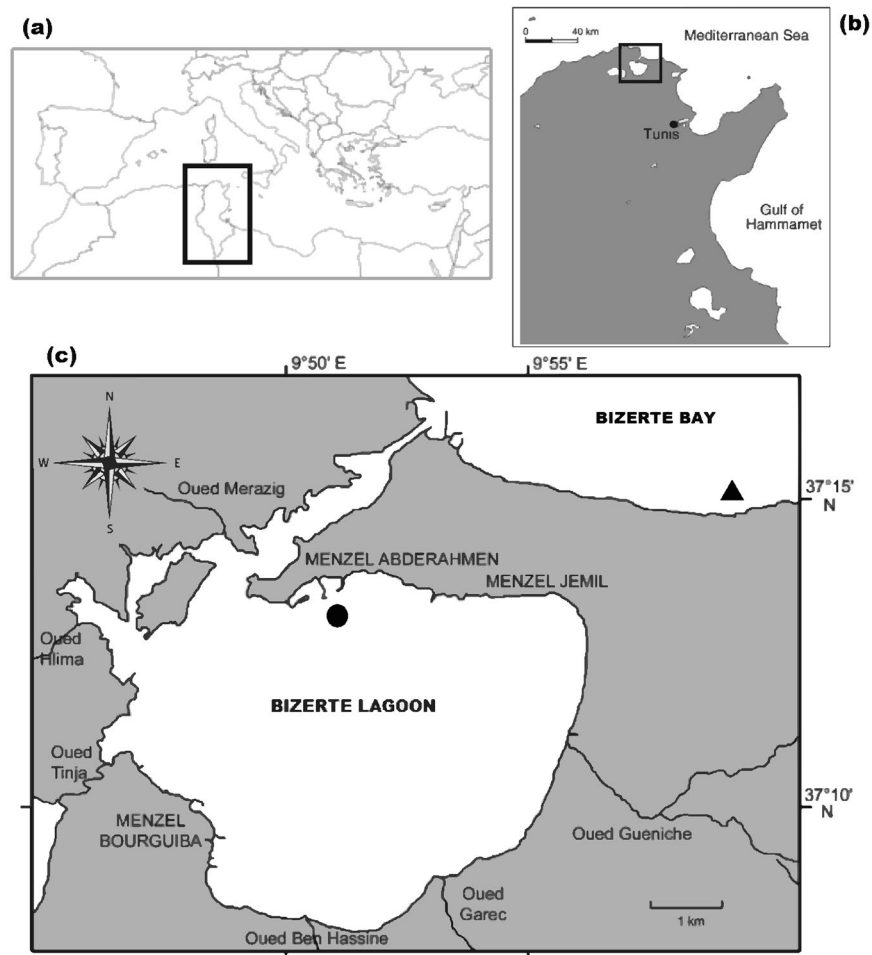 (a)
(b)
0 40 km
Mediterranean Sea
Tunis
Gulf of
Hammamet
(c)
9°50' E
9°55' E
N
W
E
S
BIZERTE BAY
Oued Merazig
37°15'
N
MENZEL ABDERAHMEN
MENZEL JEMIL
Oued
Hlima
BIZERTE LAGOON
Oued
Tinja
37°10'
N
MENZEL
BOURGUIBA
Oued Gueniche
Oued
Garec
1 km
Oued Ben Hassine